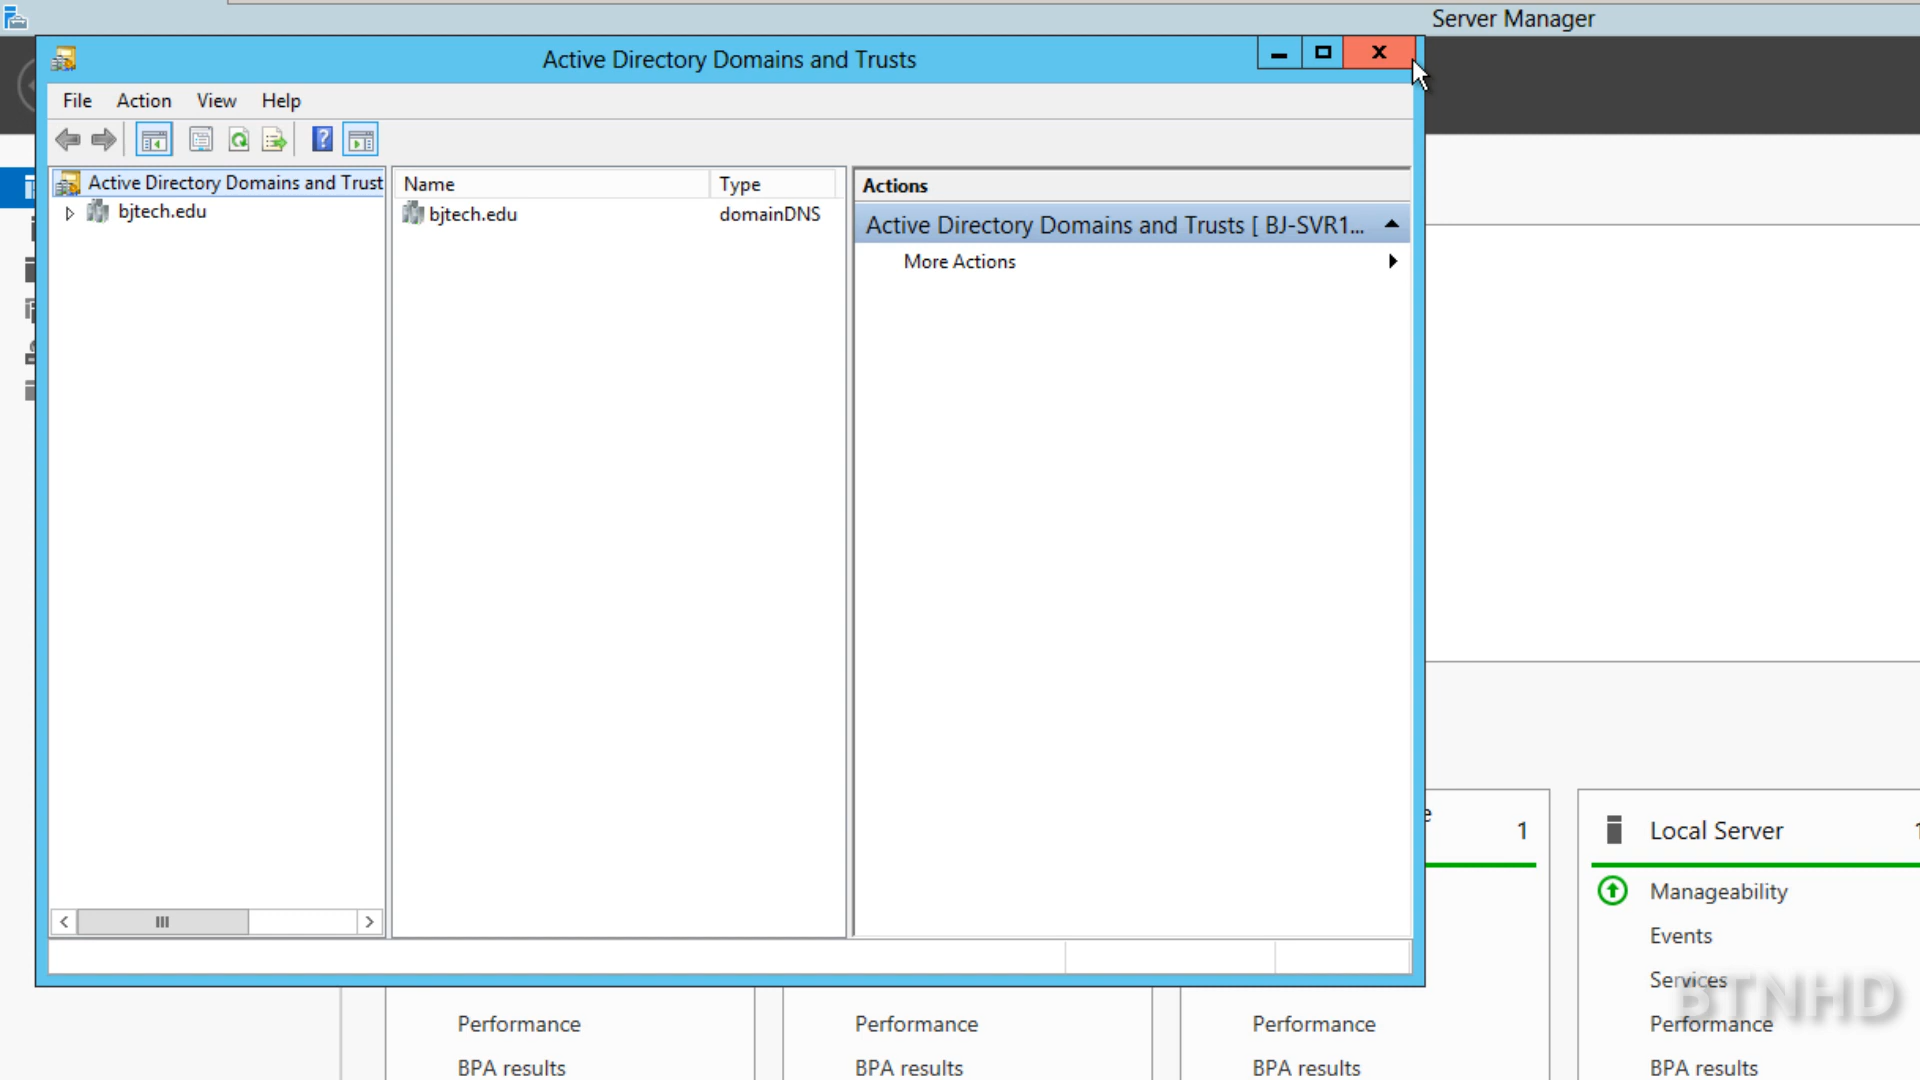 Server Manager
Active Directory Domains and Trusts
File Action View Help
Active Directory Domains and Trust
bjtech.edu
Name Type
bjtech.edu domainDNS
Actions
Active Directory Domains and Trusts [ BJ-SVR1...
More Actions
1
Local Server
Manageability
Events
Services
Performance
BPA results
Performance
BPA results
Performance
BPA results
Performance
BPA results
BTNHD